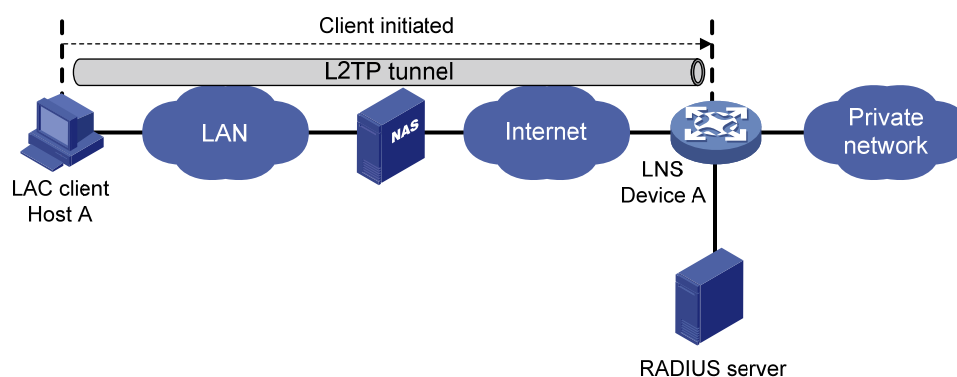 Client initiated
L2TP tunnel
LAN
NAS
Internet
Private
network
LAC client
Host A
LNS
Device A
RADIUS server